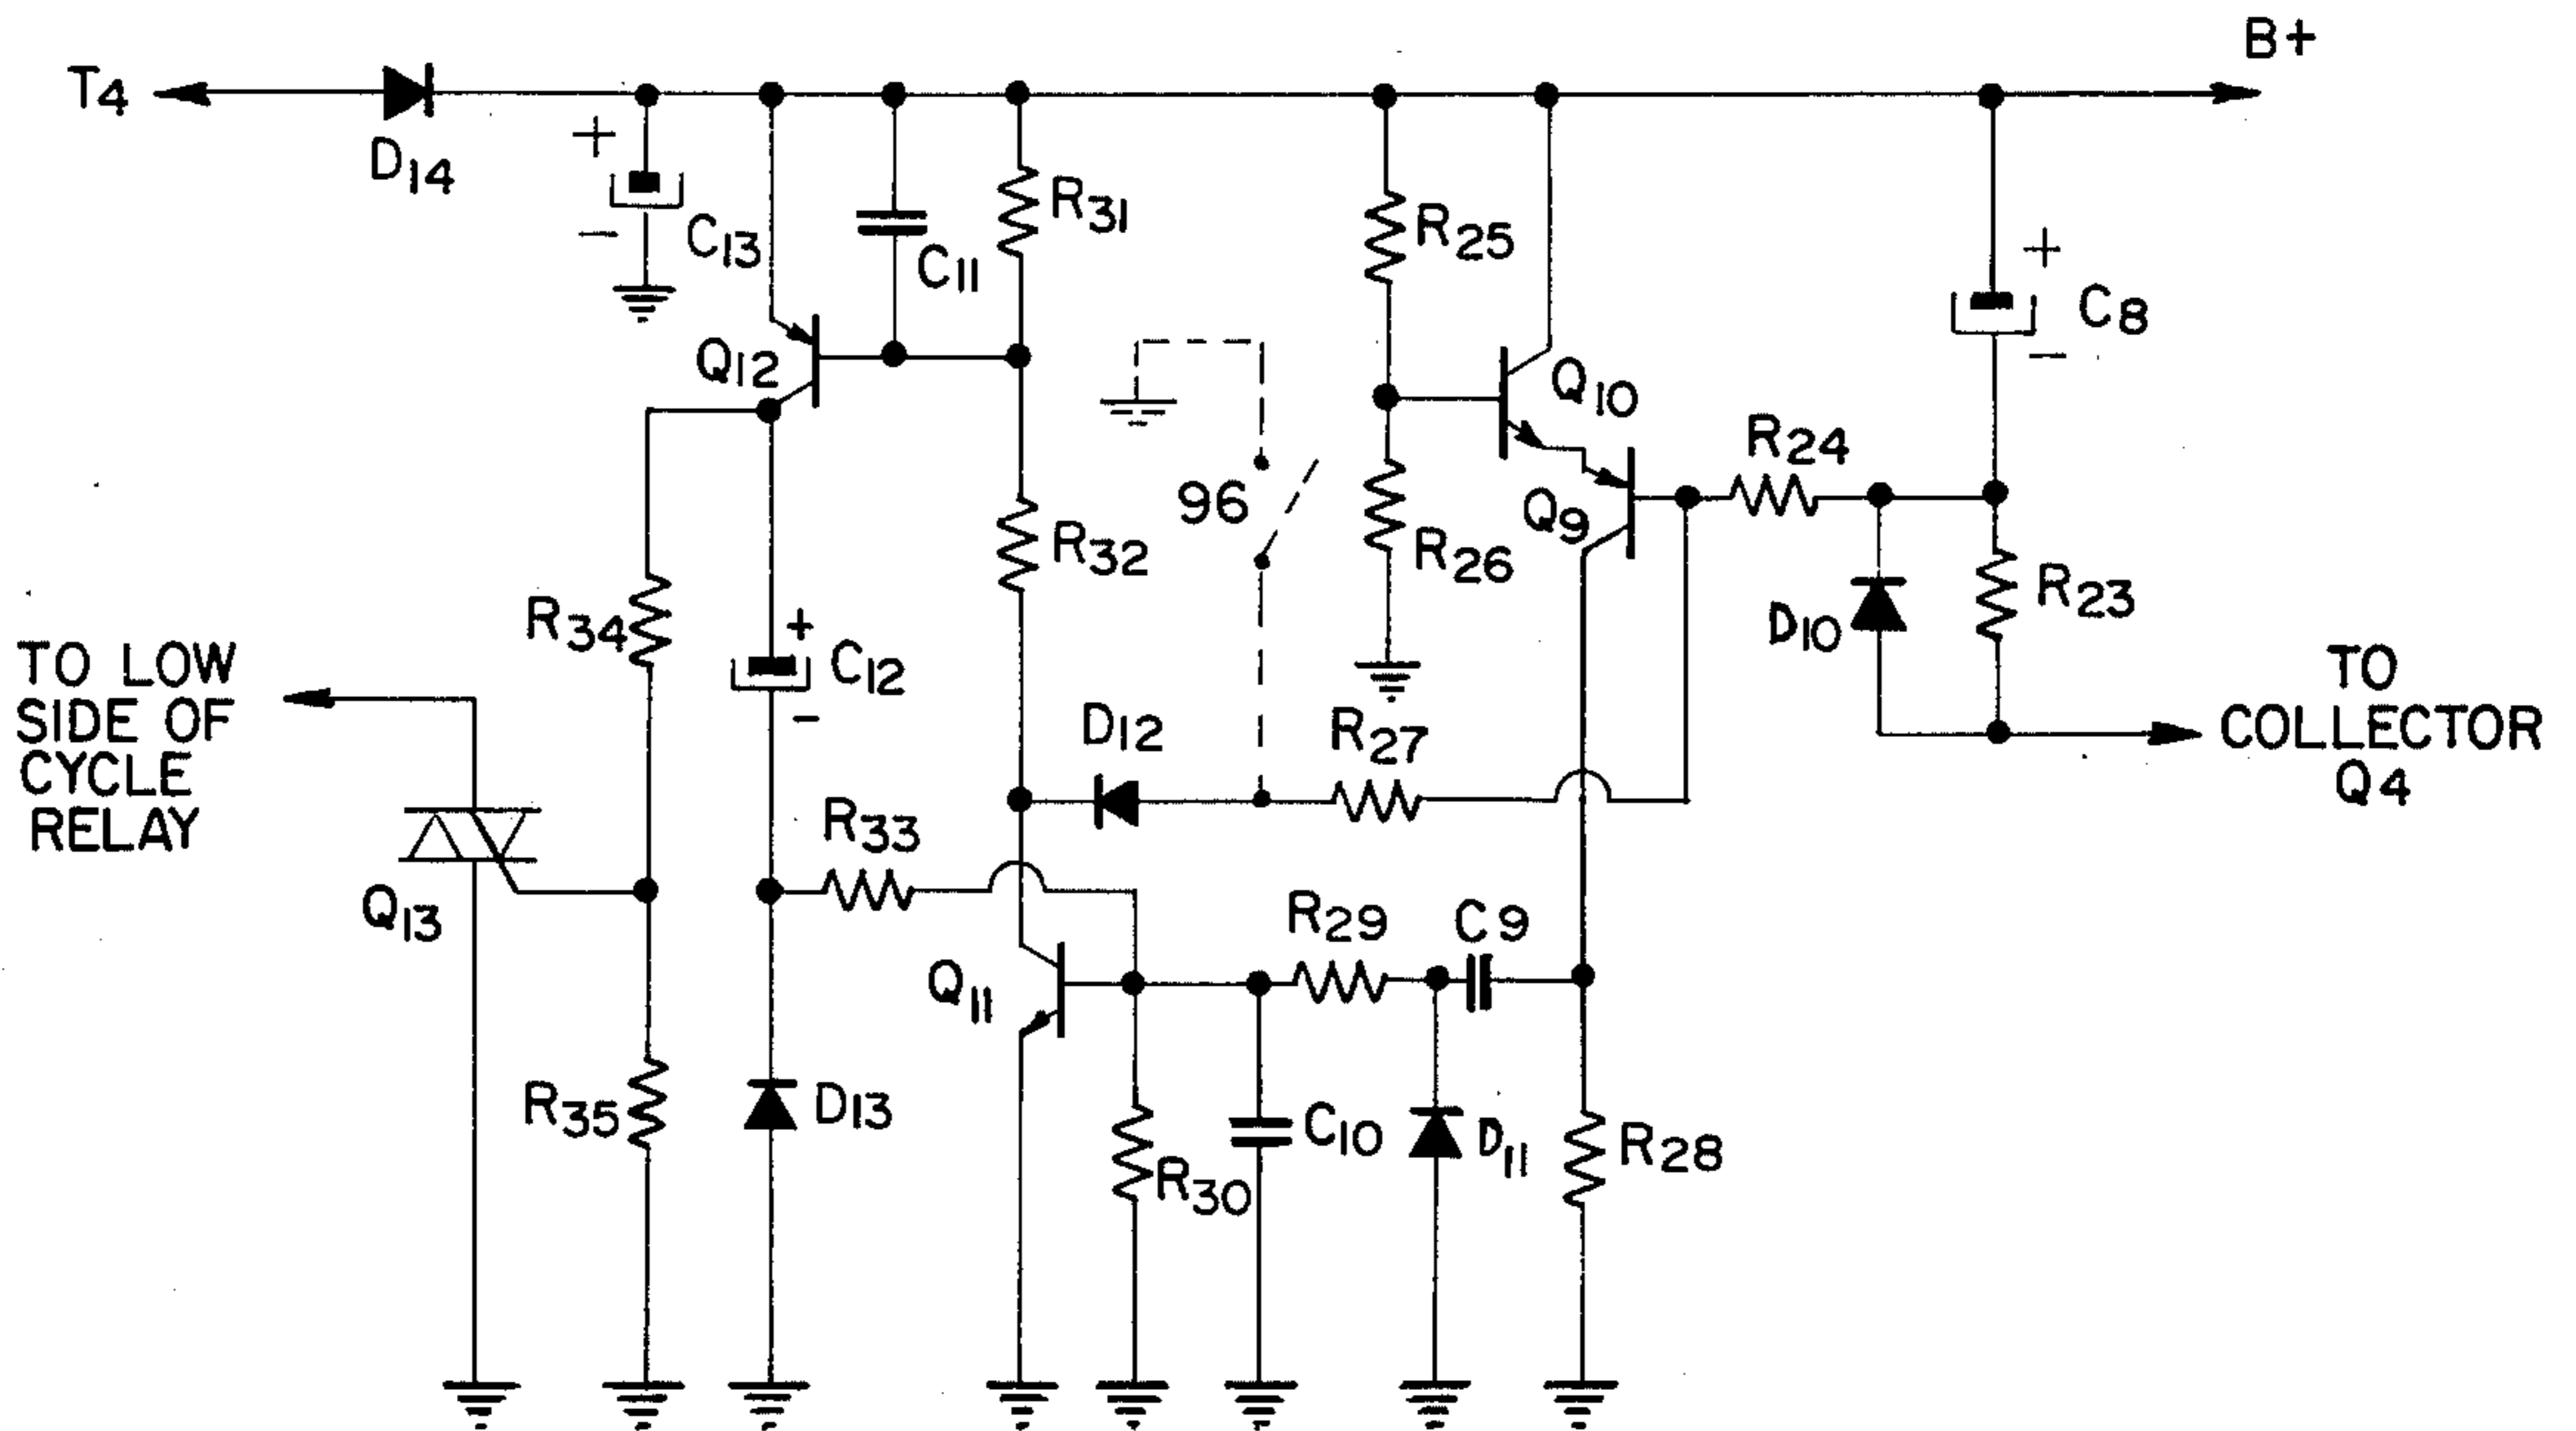 B+
T4
D14
+
C13
−
C11
R31
R25
+
C8
−
Q12
Q10
R24
96
Q9
R32
R26
R34
+
C12
−
D10
R23
TO LOW
SIDE OF
CYCLE
RELAY
TO
COLLECTOR
Q4
D12
R27
R33
Q13
R29
C9
Q11
R35
D13
R30
C10
D11
R28